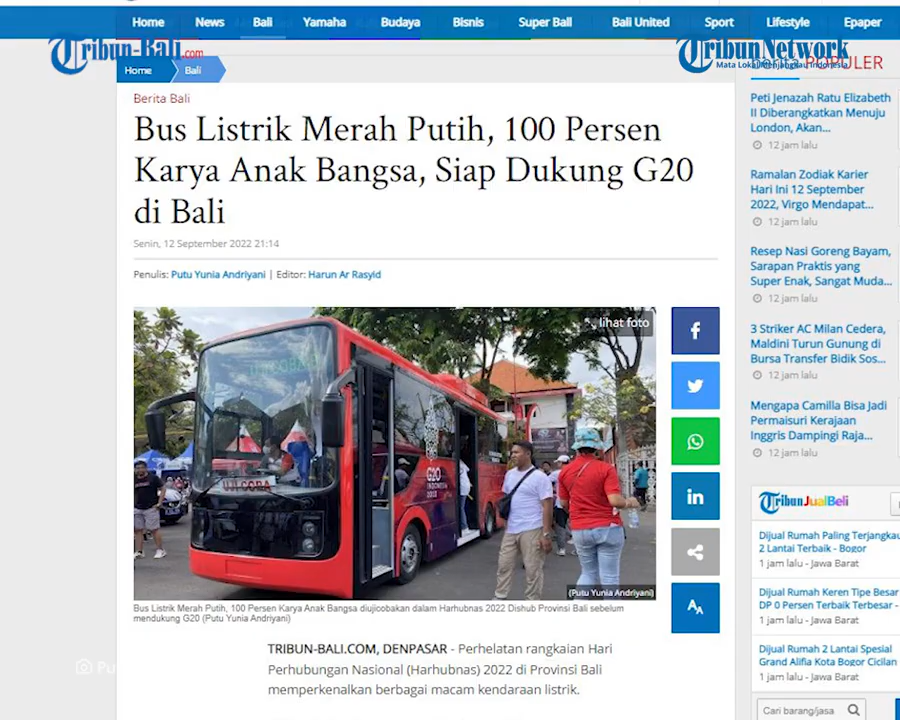 Home News Bali Yamaha Budaya Bisnis Super Ball Bali United Sport Lifestyle Epaper
Tribun-Bali.com
TribunNetwork
Mata Lokal Menjangkau Indonesia
Home Bali
berita POPULER
Berita Bali
Bus Listrik Merah Putih, 100 Persen
Karya Anak Bangsa, Siap Dukung G20
di Bali
Senin, 12 September 2022 21:14
Penulis: Putu Yunia Andriyani | Editor: Harun Ar Rasyid
lihat foto
UJI COBA
G20
INDONESIA
2022
(Putu Yunia Andriyani)
Bus Listrik Merah Putih, 100 Persen Karya Anak Bangsa diujicobakan dalam Harhubnas 2022 Dishub Provinsi Bali sebelum
mendukung G20 (Putu Yunia Andriyani)
TRIBUN-BALI.COM, DENPASAR - Perhelatan rangkaian Hari
Perhubungan Nasional (Harhubnas) 2022 di Provinsi Bali
memperkenalkan berbagai macam kendaraan listrik.
Peti Jenazah Ratu Elizabeth
II Diberangkatkan Menuju
London, Akan...
12 jam lalu
Ramalan Zodiak Karier
Hari Ini 12 September
2022, Virgo Mendapat...
12 jam lalu
Resep Nasi Goreng Bayam,
Sarapan Praktis yang
Super Enak, Sangat Muda...
12 jam lalu
3 Striker AC Milan Cedera,
Maldini Turun Gunung di
Bursa Transfer Bidik Sos...
12 jam lalu
Mengapa Camilla Bisa Jadi
Permaisuri Kerajaan
Inggris Dampingi Raja...
12 jam lalu
TribunJualBeli
Dijual Rumah Paling Terjangkau
2 Lantai Terbaik - Bogor
1 jam lalu - Jawa Barat
Dijual Rumah Keren Tipe Besar
DP 0 Persen Terbaik Terbesar -
1 jam lalu - Jawa Barat
Dijual Rumah 2 Lantai Spesial
Grand Alifia Kota Bogor Cicilan
1 jam lalu - Jawa Barat
Cari barang/jasa